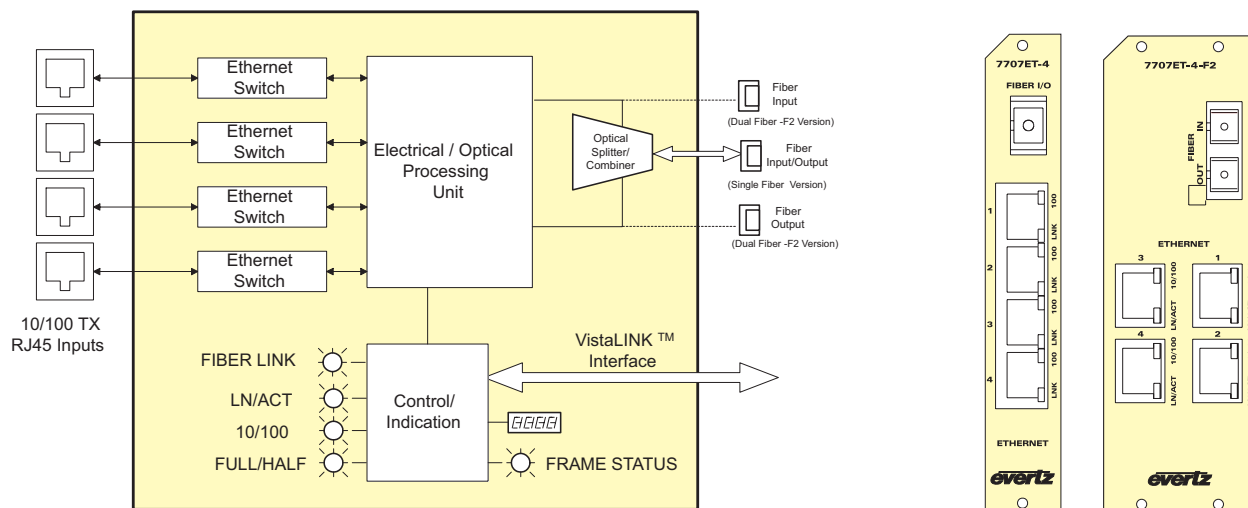 Ethernet
Switch
Ethernet
Switch
Ethernet
Switch
Ethernet
Switch
Electrical / Optical
Processing
Unit
Optical
Splitter/
Combiner
Fiber
Input
(Dual Fiber -F2 Version)
Fiber
Input/Output
(Single Fiber Version)
Fiber
Output
(Dual Fiber -F2 Version)
10/100 TX
RJ45 Inputs
FIBER LINK
LN/ACT
10/100
FULL/HALF
Control/
Indication
VistaLINK TM
Interface
FRAME STATUS
7707ET-4
FIBER I/O
1
100
LNK
2
100
LNK
3
100
LNK
4
100
LNK
ETHERNET
evertz
7707ET-4-F2
FIBER
IN
OUT
ETHERNET
3
10/100
LN/ACT
1
4
10/100
LN/ACT
2
evertz